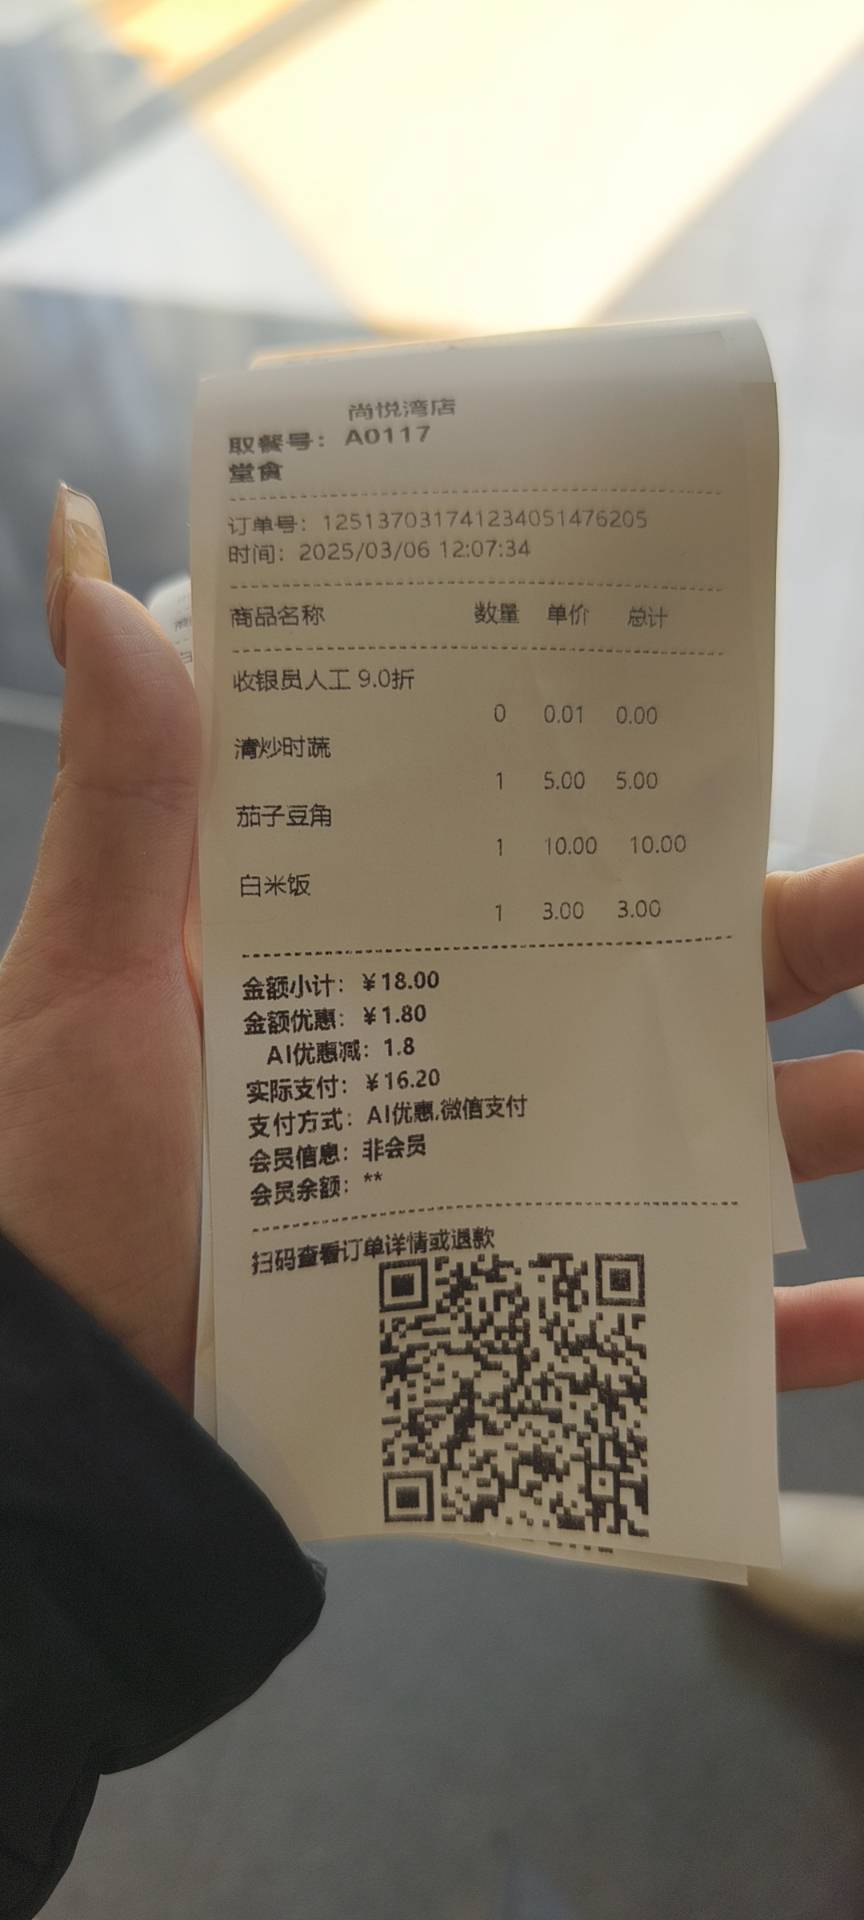 尚悦湾店
取餐号： A0117
堂食
订单号： 125137031741234051476205
时间： 2025/03/06 12:07:34
商品名称 数量 单价 总计
收银员人工 9.0折
0 0.01 0.00
清炒时蔬
1 5.00 5.00
茄子豆角
1 10.00 10.00
白米饭
1 3.00 3.00
金额小计： ￥18.00
金额优惠： ￥1.80
AI优惠减： 1.8
实际支付： ￥16.20
支付方式： AI优惠,微信支付
会员信息： 非会员
会员余额： **
扫码查看订单详情或退款